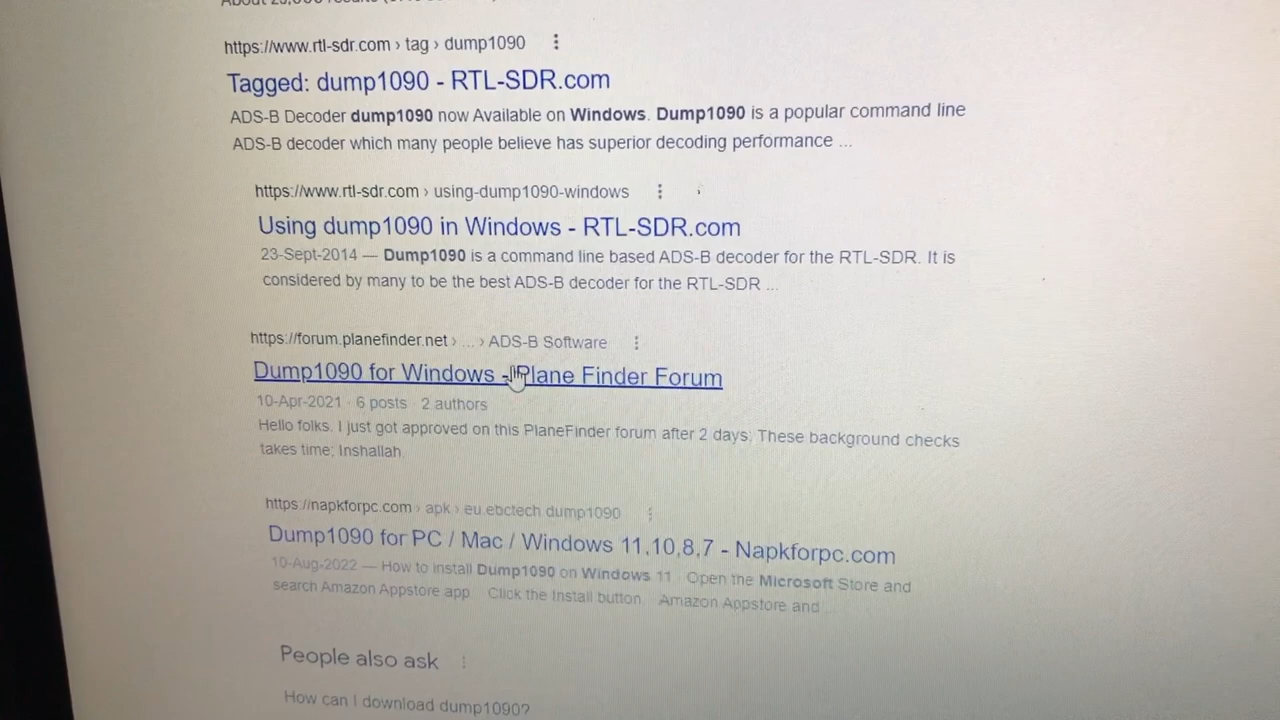 https://www.rtl-sdr.com › tag › dump1090
Tagged: dump1090 - RTL-SDR.com
ADS-B Decoder dump1090 now Available on Windows. Dump1090 is a popular command line
ADS-B decoder which many people believe has superior decoding performance ...
https://www.rtl-sdr.com › using-dump1090-windows
Using dump1090 in Windows - RTL-SDR.com
23-Sept-2014 — Dump1090 is a command line based ADS-B decoder for the RTL-SDR. It is
considered by many to be the best ADS-B decoder for the RTL-SDR ...
https://forum.planefinder.net › ... › ADS-B Software
Dump1090 for Windows - Plane Finder Forum
10-Apr-2021 · 6 posts · 2 authors
Hello folks. I just got approved on this PlaneFinder forum after 2 days; These background checks
takes time; Inshallah.
https://napkforpc.com › apk › eu.ebctech.dump1090
Dump1090 for PC / Mac / Windows 11,10,8,7 - Napkforpc.com
10-Aug-2022 — How to install Dump1090 on Windows 11 · Open the Microsoft Store and
search Amazon Appstore app · Click the Install button. · Amazon Appstore and ...
People also ask
How can I download dump1090?